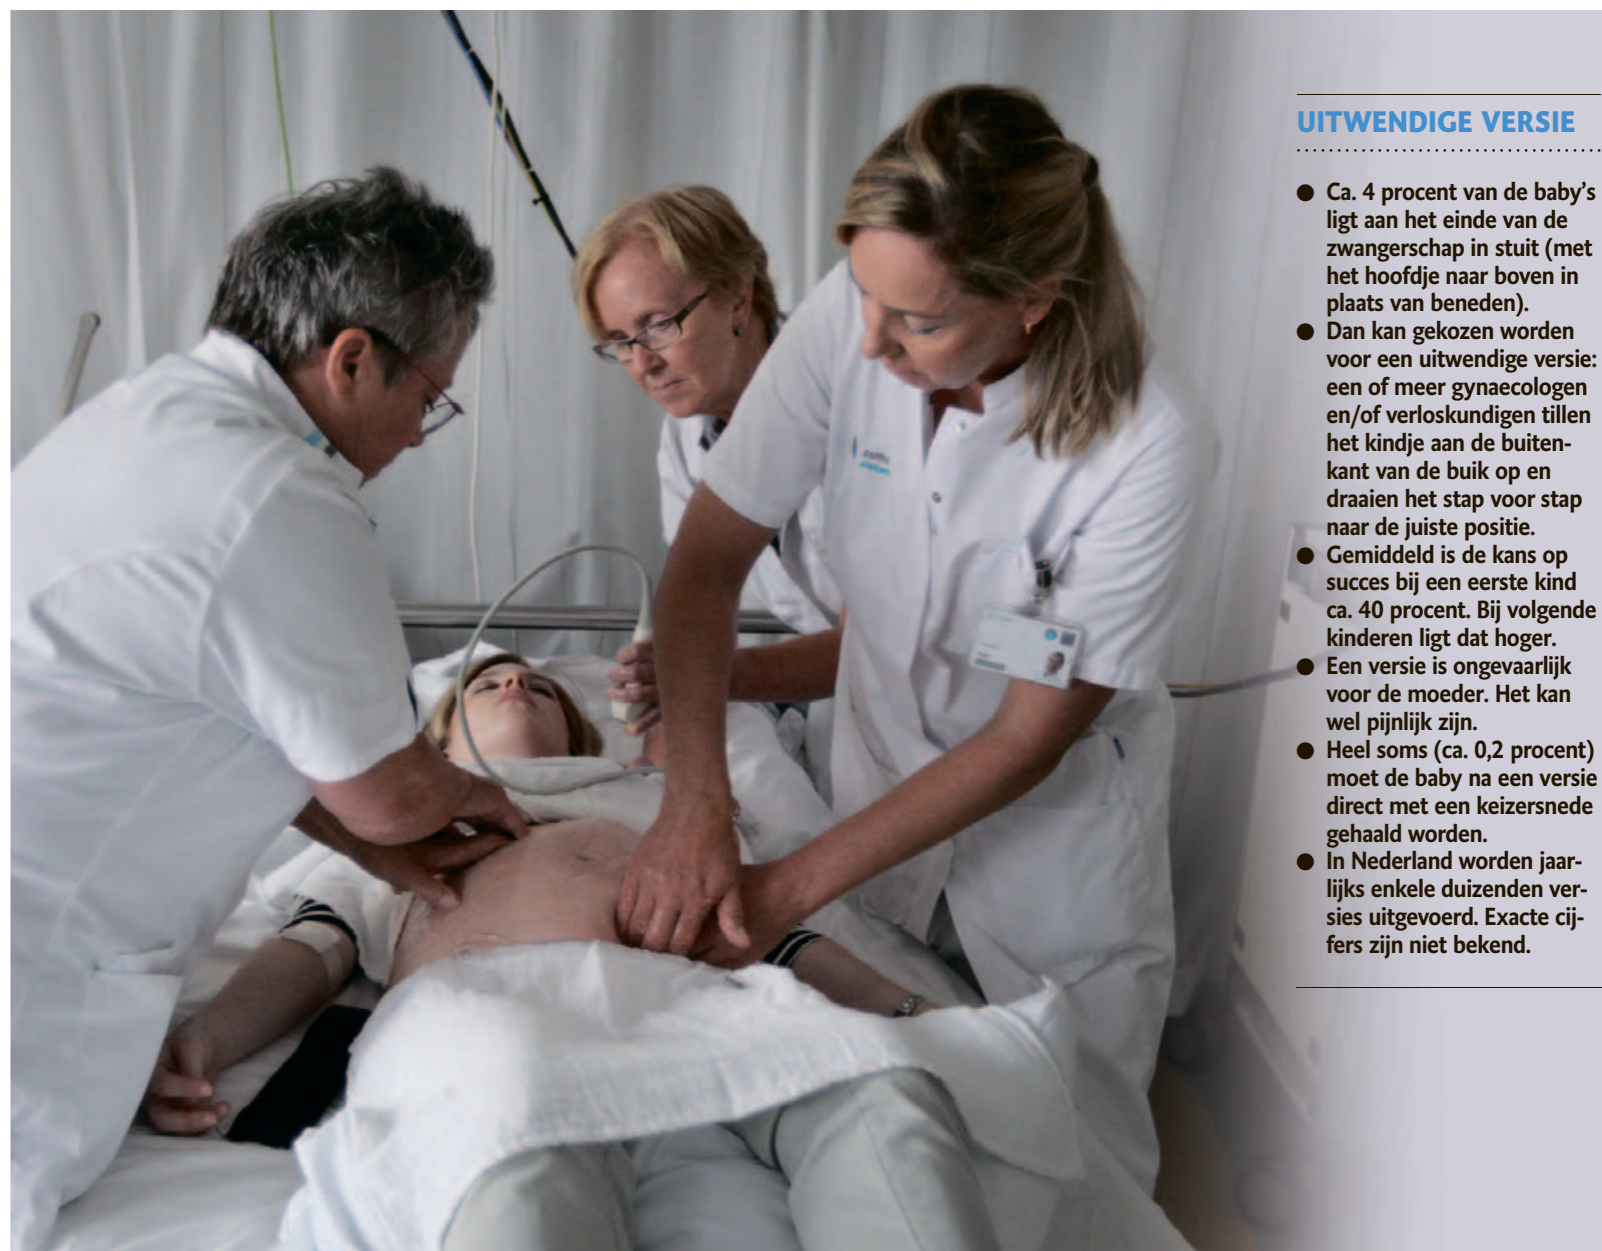 UITWENDIGE VERSIE
● Ca. 4 procent van de baby's
ligt aan het einde van de
zwangerschap in stuit (met
het hoofdje naar boven in
plaats van beneden).
● Dan kan gekozen worden
voor een uitwendige versie:
een of meer gynaecologen
en/of verloskundigen tillen
het kindje aan de buiten-
kant van de buik op en
draaien het stap voor stap
naar de juiste positie.
● Gemiddeld is de kans op
succes bij een eerste kind
ca. 40 procent. Bij volgende
kinderen ligt dat hoger.
● Een versie is ongevaarlijk
voor de moeder. Het kan
wel pijnlijk zijn.
● Heel soms (ca. 0,2 procent)
moet de baby na een versie
direct met een keizersnede
gehaald worden.
● In Nederland worden jaar-
lijks enkele duizenden ver-
sies uitgevoerd. Exacte cij-
fers zijn niet bekend.